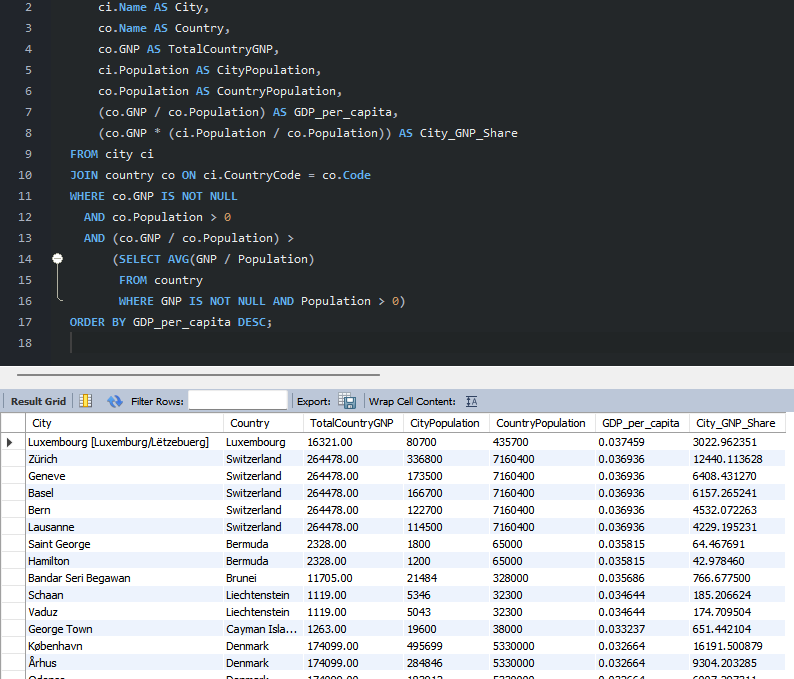 2 ci.Name AS City,
3 co.Name AS Country,
4 co.GNP AS TotalCountryGNP,
5 ci.Population AS CityPopulation,
6 co.Population AS CountryPopulation,
7 (co.GNP / co.Population) AS GDP_per_capita,
8 (co.GNP * (ci.Population / co.Population)) AS City_GNP_Share
9 FROM city ci
10 JOIN country co ON ci.CountryCode = co.Code
11 WHERE co.GNP IS NOT NULL
12 AND co.Population > 0
13 AND (co.GNP / co.Population) >
14 (SELECT AVG(GNP / Population)
15 FROM country
16 WHERE GNP IS NOT NULL AND Population > 0)
17 ORDER BY GDP_per_capita DESC;
18
Result Grid Filter Rows: Export: Wrap Cell Content:
City Country TotalCountryGNP CityPopulation CountryPopulation GDP_per_capita City_GNP_Share
Luxembourg [Luxemburg/Lëtzebuerg] Luxembourg 16321.00 80700 435700 0.037459 3022.962351
Zürich Switzerland 264478.00 336800 7160400 0.036936 12440.113628
Geneve Switzerland 264478.00 173500 7160400 0.036936 6408.431270
Basel Switzerland 264478.00 166700 7160400 0.036936 6157.265241
Bern Switzerland 264478.00 122700 7160400 0.036936 4532.072263
Lausanne Switzerland 264478.00 114500 7160400 0.036936 4229.195231
Saint George Bermuda 2328.00 1800 65000 0.035815 64.467691
Hamilton Bermuda 2328.00 1200 65000 0.035815 42.978460
Bandar Seri Begawan Brunei 11705.00 21484 328000 0.035686 766.677500
Schaan Liechtenstein 1119.00 5346 32300 0.034644 185.206624
Vaduz Liechtenstein 1119.00 5043 32300 0.034644 174.709504
George Town Cayman Isla... 1263.00 19600 38000 0.033237 651.442104
København Denmark 174099.00 495699 5330000 0.032664 16191.500879
Århus Denmark 174099.00 284846 5330000 0.032664 9304.203285